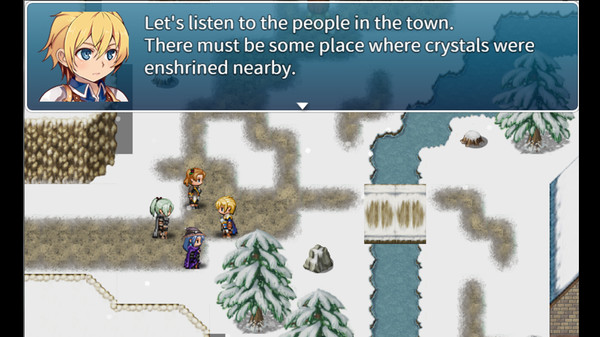 Let's listen to the people in the town.
There must be some place where crystals were
enshrined nearby.